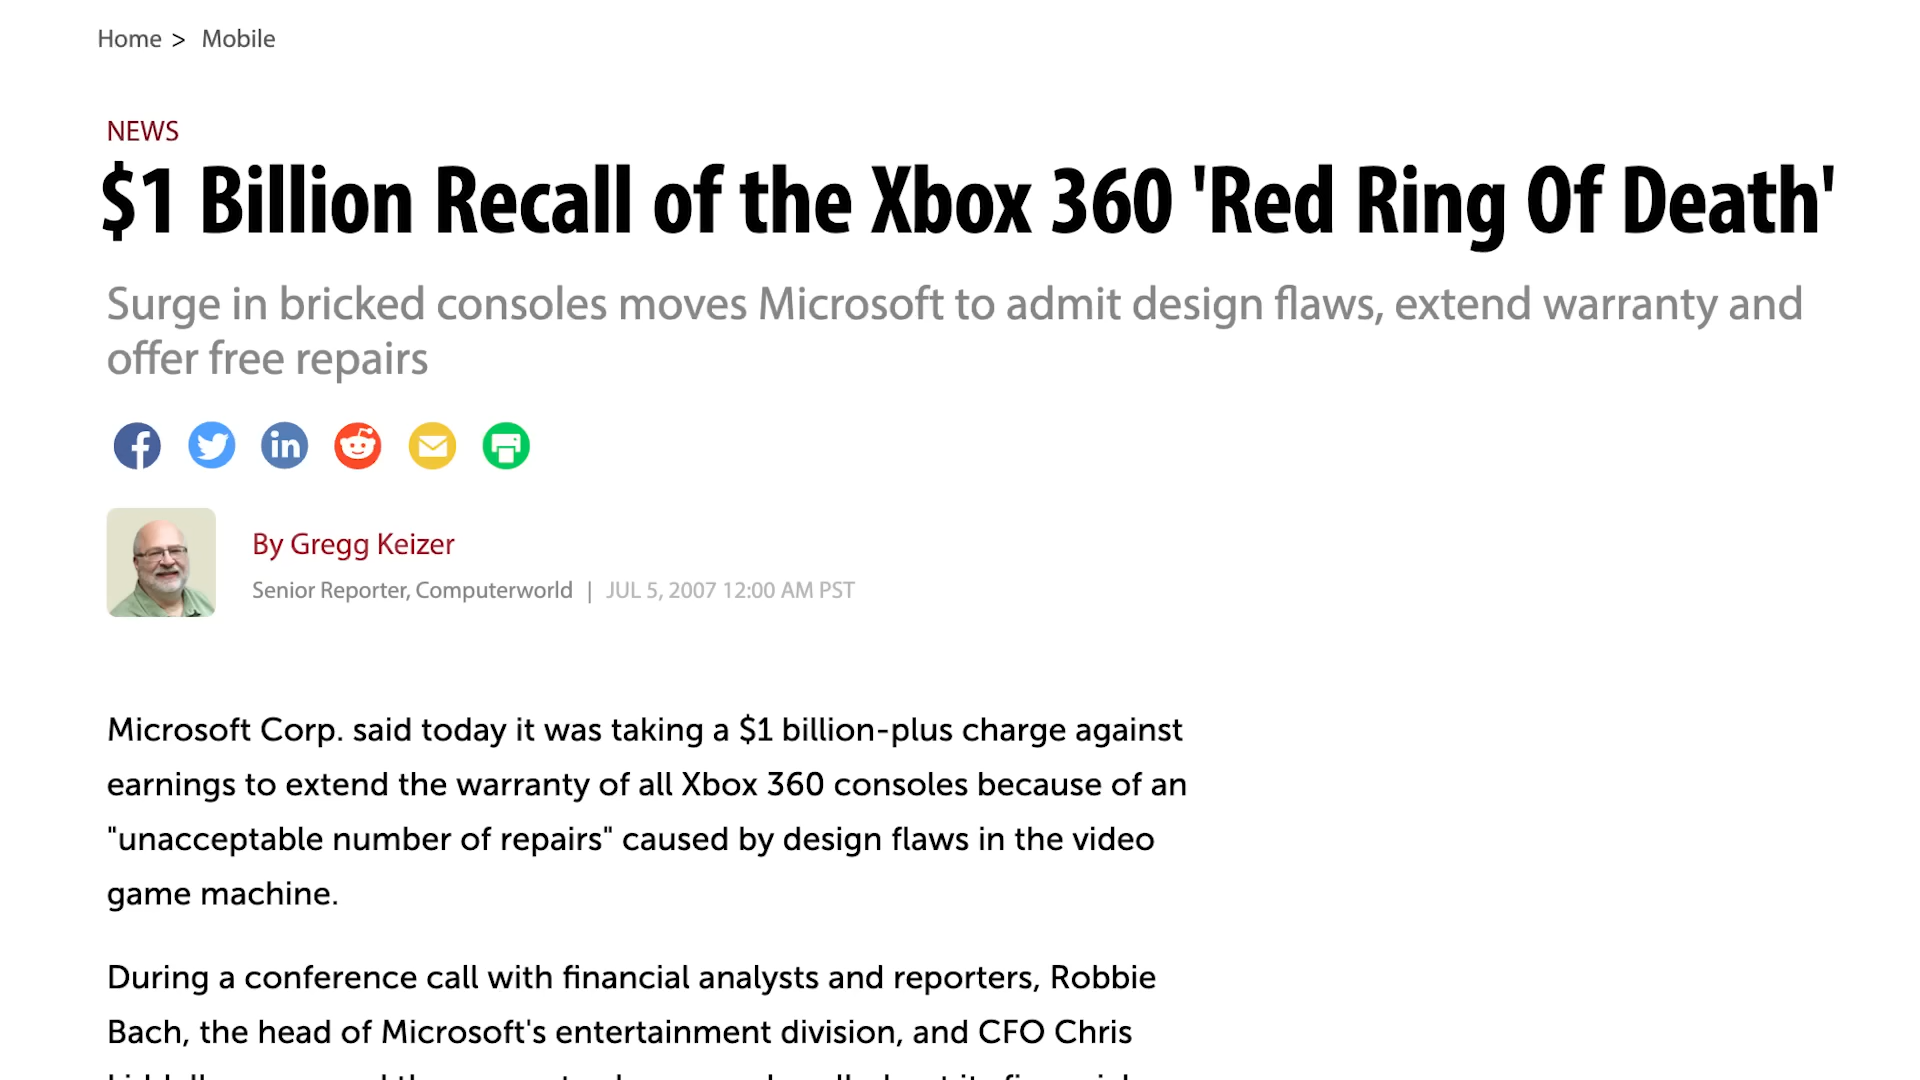 Home > Mobile
NEWS
$1 Billion Recall of the Xbox 360 'Red Ring Of Death'
Surge in bricked consoles moves Microsoft to admit design flaws, extend warranty and
offer free repairs
By Gregg Keizer
Senior Reporter, Computerworld | JUL 5, 2007 12:00 AM PST
Microsoft Corp. said today it was taking a $1 billion-plus charge against
earnings to extend the warranty of all Xbox 360 consoles because of an
"unacceptable number of repairs" caused by design flaws in the video
game machine.
During a conference call with financial analysts and reporters, Robbie
Bach, the head of Microsoft's entertainment division, and CFO Chris